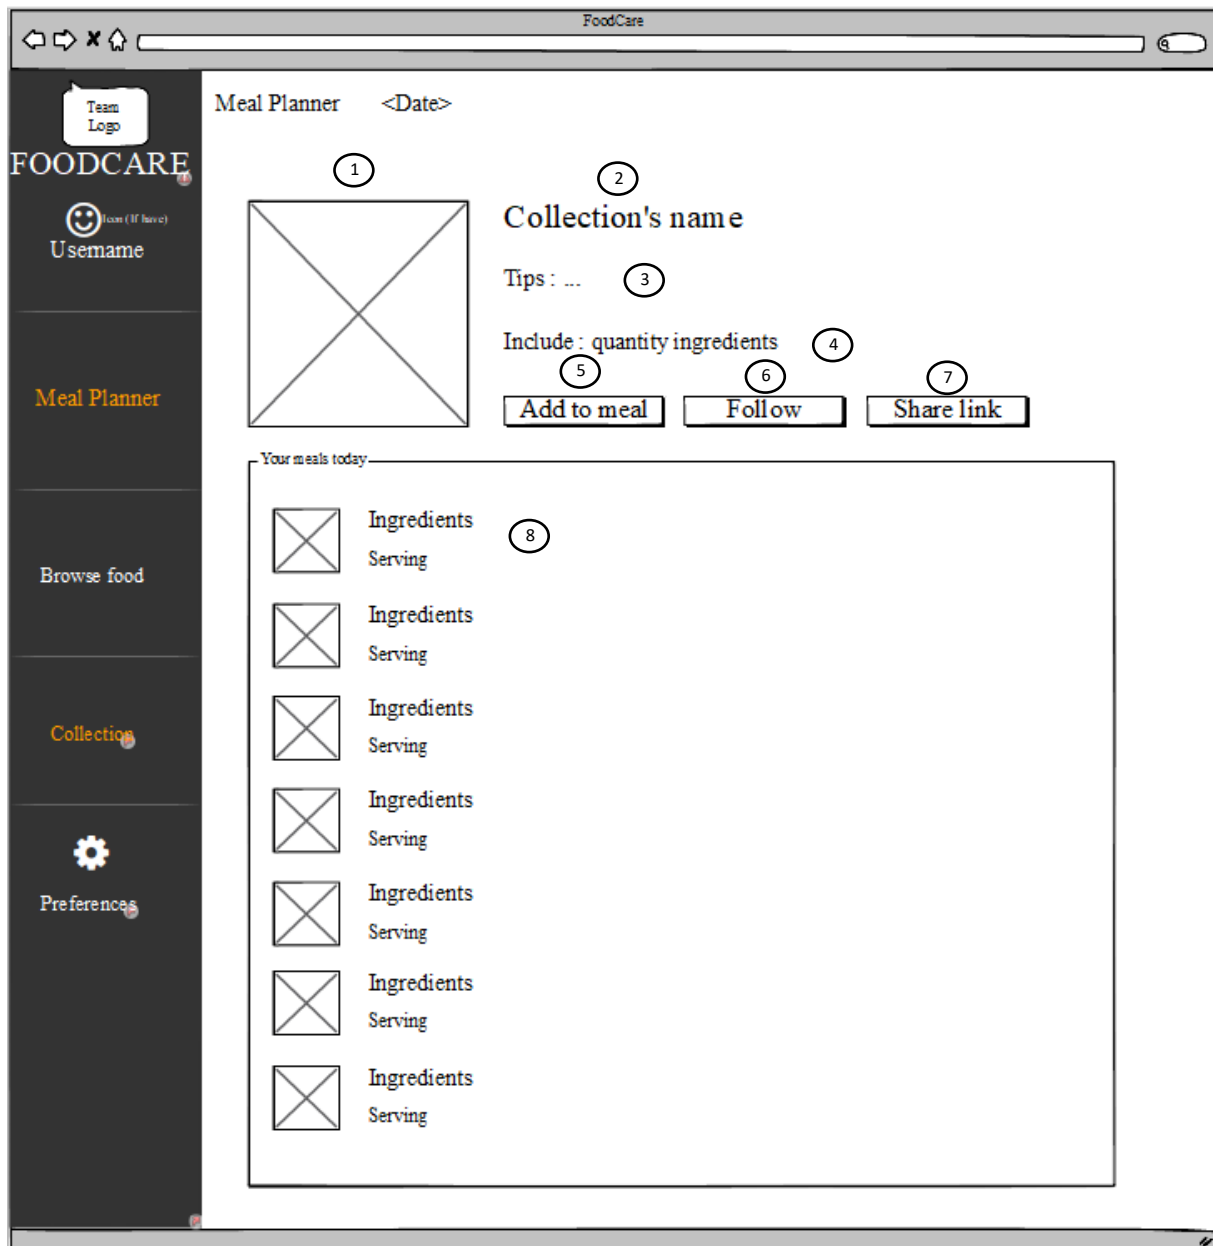 FoodCare
Team
Logo
FOODCARE
Icon (If have)
Username
Meal Planner
Browse food
Collection
Preferences
Meal Planner <Date>
1
2
Collection's name
Tips : ... 3
Include : quantity ingredients 4
5 6 7
Add to meal Follow Share link
Your meals today
Ingredients 8
Serving
Ingredients
Serving
Ingredients
Serving
Ingredients
Serving
Ingredients
Serving
Ingredients
Serving
Ingredients
Serving